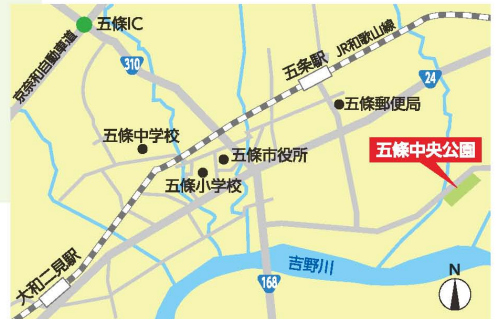 五條IC
京奈和自動車道
310
五条駅
JR和歌山線
24
五條郵便局
五條中学校
五條市役所
五條中央公園
五條小学校
大和二見駅
吉野川
168
N